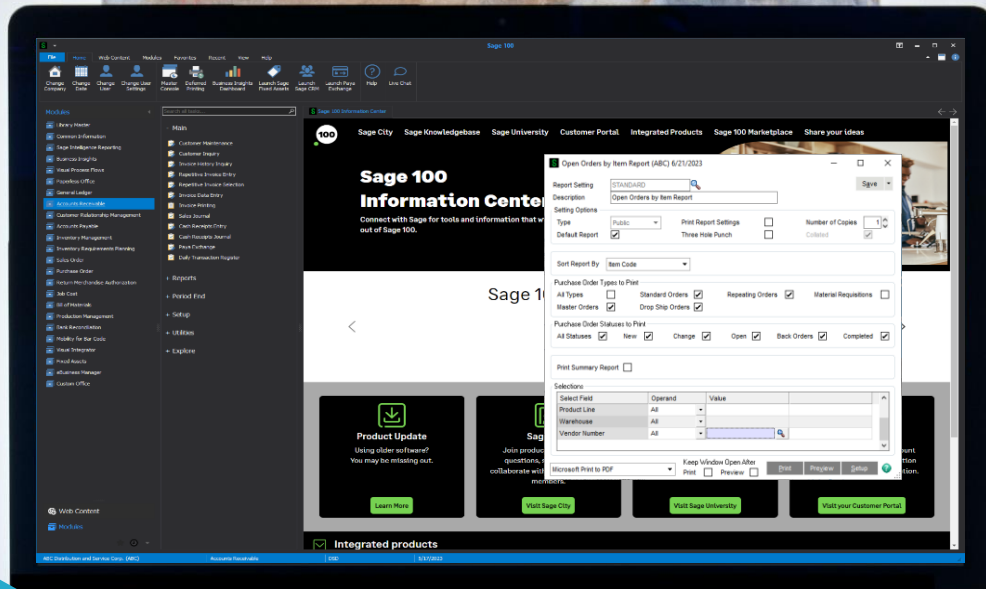 Sage 100
File Home Web Content Modules Favorites Recent View Help
Change Company
Change Date
Change User
Change User Settings
Master Console
Deferred Printing
Business Insights Dashboard
Launch Sage Fixed Assets
Launch Sage CRM
Launch Paya Exchange
Help
Live Chat
Modules
Library Master
Common Information
Sage Intelligence Reporting
Business Insights
Visual Process Flows
Paperless Office
General Ledger
Accounts Receivable
Customer Relationship Management
Accounts Payable
Inventory Management
Inventory Requirements Planning
Sales Order
Purchase Order
Return Merchandise Authorization
Job Cost
Bill of Materials
Production Management
Bank Reconciliation
Mobility for Bar Code
Visual Integrator
Fixed Assets
eBusiness Manager
Custom Office
Web Content
Modules
Search all tasks...
Main
Customer Maintenance
Customer Inquiry
Invoice History Inquiry
Repetitive Invoice Entry
Repetitive Invoice Selection
Invoice Data Entry
Invoice Printing
Sales Journal
Cash Receipts Entry
Cash Receipts Journal
Paya Exchange
Daily Transaction Register
+ Reports
+ Period End
+ Setup
+ Utilities
+ Explore
Sage 100 Information Center
100
Sage City Sage Knowledgebase Sage University Customer Portal Integrated Products Sage 100 Marketplace Share your ideas
Sage 100
Information Cente
Connect with Sage for tools and information that w
out of Sage 100.
Sage 1
Product Update
Using older software?
You may be missing out.
Learn More
Sag
Join produc
questions, s
collaborate with
members.
Visit Sage City
Visit Sage University
ount
tion
tion.
Visit your Customer Portal
Integrated products
Open Orders by Item Report (ABC) 6/21/2023
Report Setting STANDARD
Save
Description Open Orders by Item Report
Setting Options
Type Public Print Report Settings Number of Copies 1
Default Report Three Hole Punch Collated
Sort Report By Item Code
Purchase Order Types to Print
All Types Standard Orders Repeating Orders Material Requisitions
Master Orders Drop Ship Orders
Purchase Order Statuses to Print
All Statuses New Change Open Back Orders Completed
Print Summary Report
Selections
Select Field Operand Value
Product Line All
Warehouse All
Vendor Number All
Microsoft Print to PDF
Keep Window Open After
Print Preview
Print Preview Setup
ABC Distribution and Service Corp. (ABC) Accounts Receivable 5/17/2023